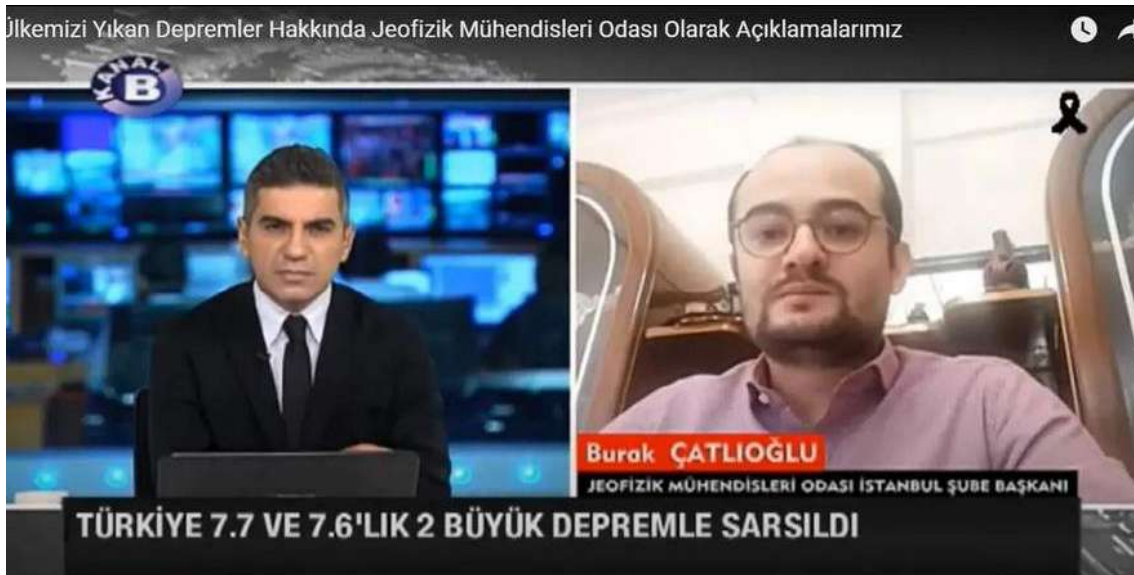 Ülkemizi Yıkan Depremler Hakkında Jeofizik Mühendisleri Odası Olarak Açıklamalarımız
KANAL
B
Burak ÇATLIOĞLU
JEOFİZİK MÜHENDİSLERİ ODASI İSTANBUL ŞUBE BAŞKANI
TÜRKİYE 7.7 VE 7.6'LIK 2 BÜYÜK DEPREMLE SARSILDI